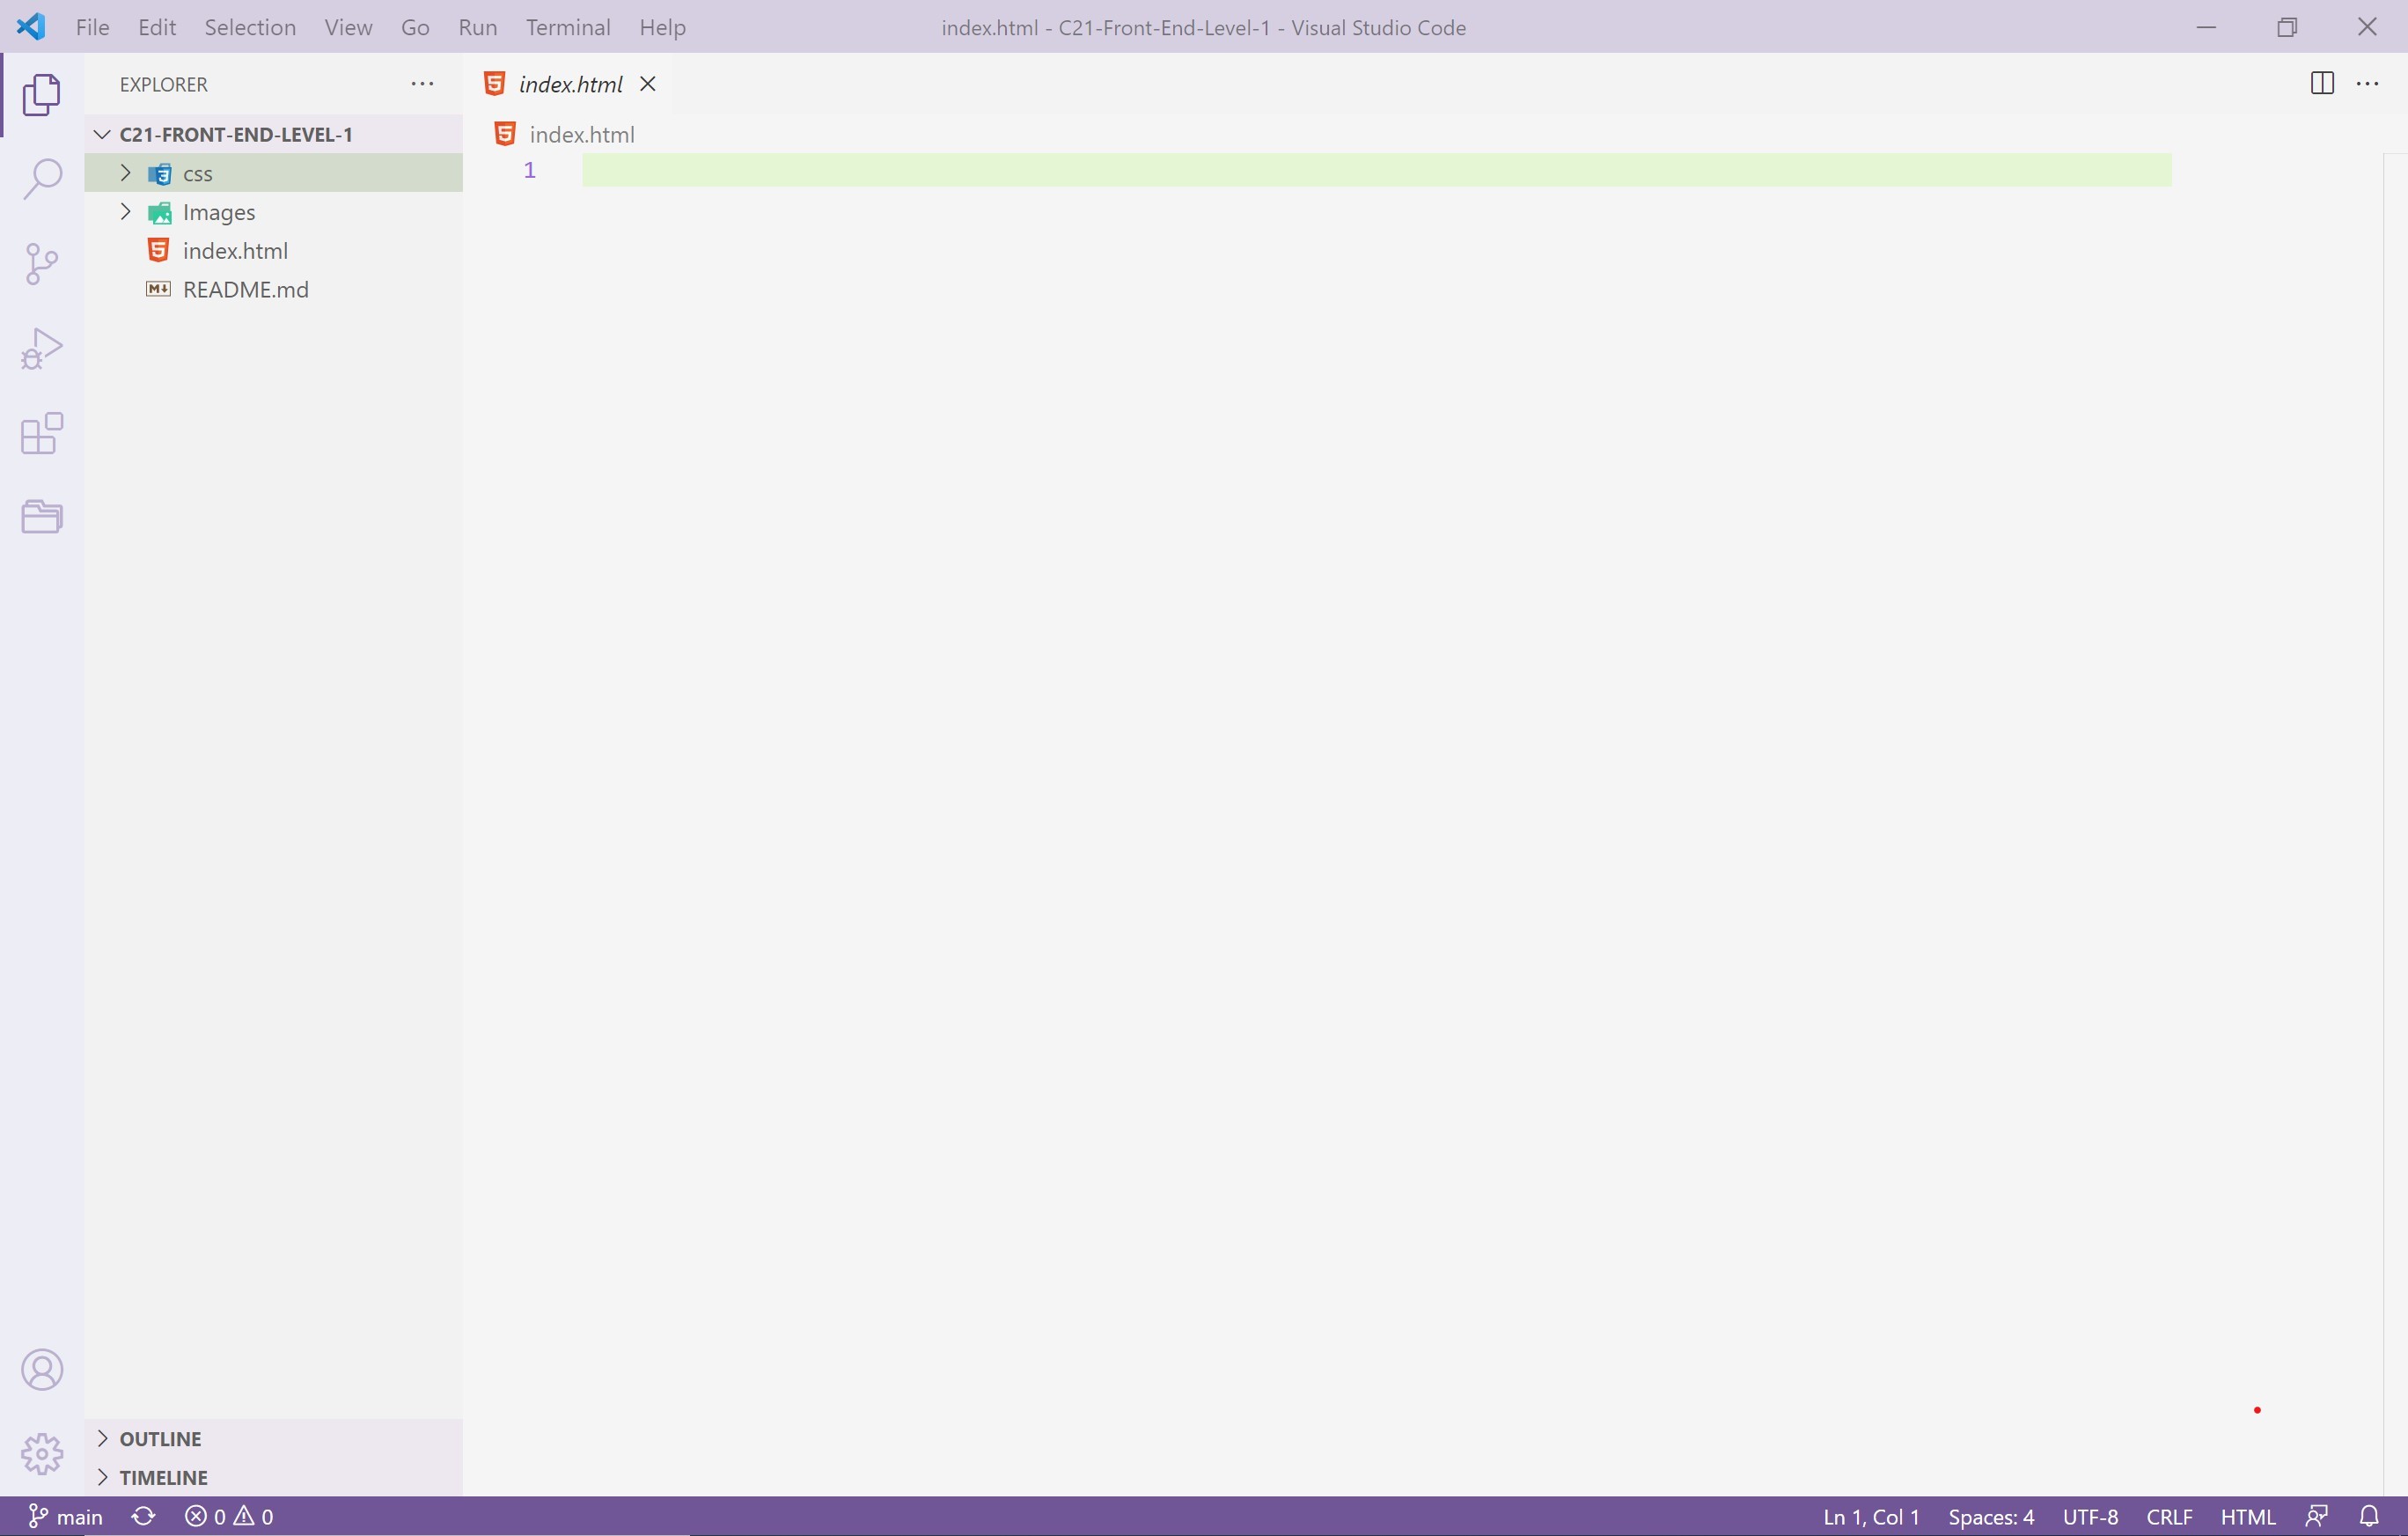 File Edit Selection View Go Run Terminal Help index.html - C21-Front-End-Level-1 - Visual Studio Code
EXPLORER
index.html
C21-FRONT-END-LEVEL-1
index.html
css
1
Images
index.html
README.md
OUTLINE
TIMELINE
main 0 0 Ln 1, Col 1 Spaces: 4 UTF-8 CRLF HTML